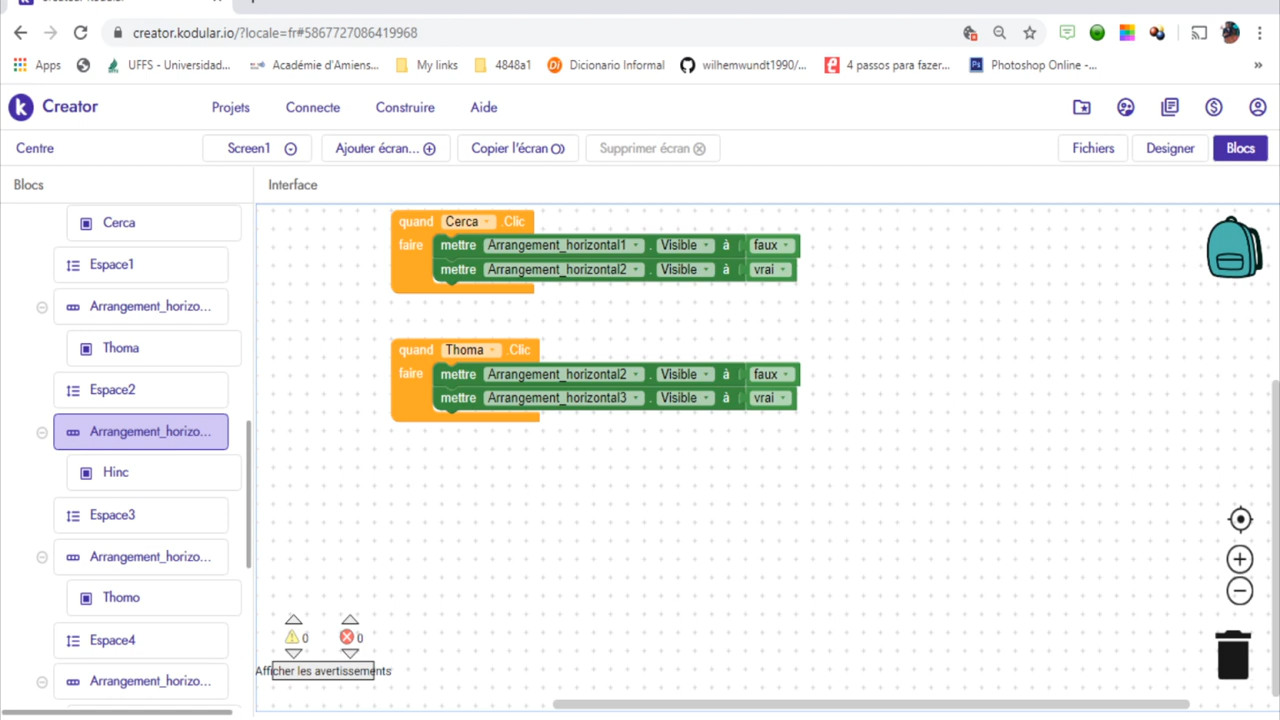 creator.kodular.io/?locale=fr#5867727086419968
Apps UFFS - Universidad... Académie d'Amiens... My links 4848a1 Dicionario Informal wilhemwundt1990/... 4 passos para fazer... Photoshop Online -... »
Creator Projets Connecte Construire Aide
Centre Screen1 Ajouter écran... Copier l'écran Supprimer écran Fichiers Designer Blocs
Blocs Interface
Cerca
Espace1
Arrangement_horizo...
Thoma
Espace2
Arrangement_horizo...
Hinc
Espace3
Arrangement_horizo...
Thomo
Espace4
Arrangement_horizo...
quand Cerca .Clic
faire mettre Arrangement_horizontal1 . Visible à faux
mettre Arrangement_horizontal2 . Visible à vrai
quand Thoma .Clic
faire mettre Arrangement_horizontal2 . Visible à faux
mettre Arrangement_horizontal3 . Visible à vrai
0 0
Afficher les avertissements